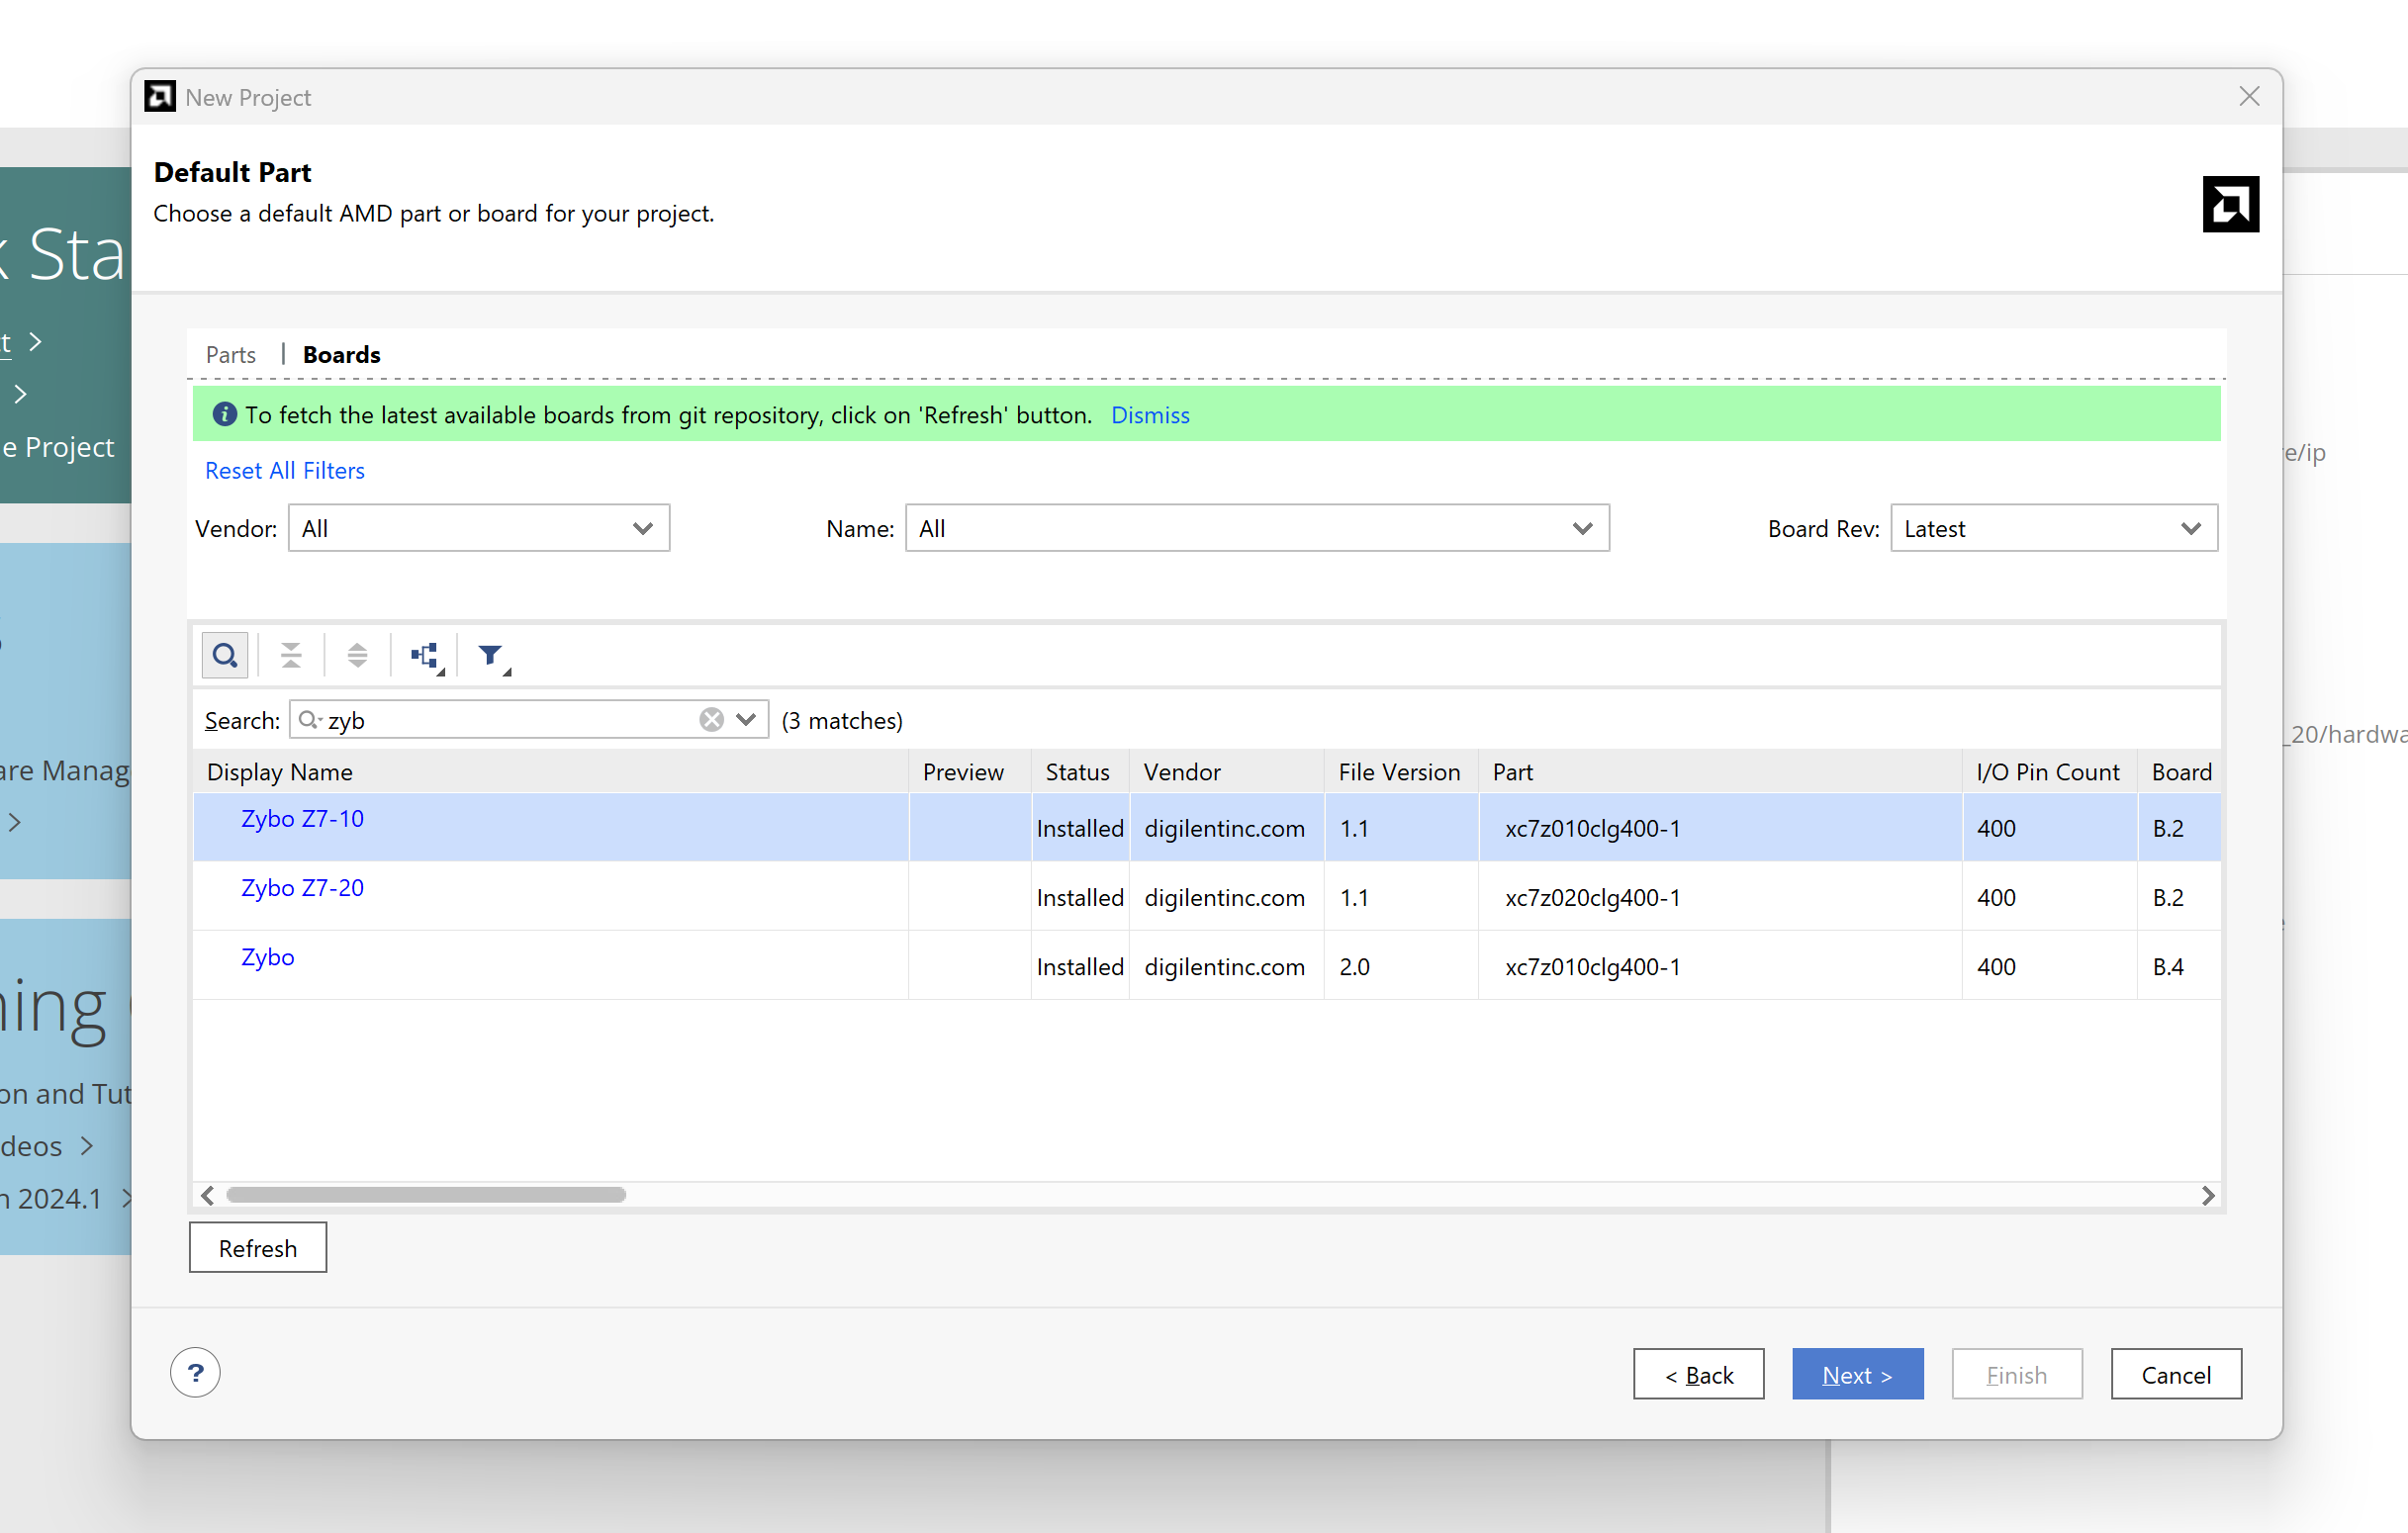 New Project
Default Part
Choose a default AMD part or board for your project.
k Sta
t
e Project
are Manag
ning
on and Tut
deos
n 2024.1
Parts | Boards
To fetch the latest available boards from git repository, click on 'Refresh' button. Dismiss
Reset All Filters
Vendor: All Name: All Board Rev: Latest
Search: zyb (3 matches)
Display Name Preview Status Vendor File Version Part I/O Pin Count Board
Zybo Z7-10 Installed digilentinc.com 1.1 xc7z010clg400-1 400 B.2
Zybo Z7-20 Installed digilentinc.com 1.1 xc7z020clg400-1 400 B.2
Zybo Installed digilentinc.com 2.0 xc7z010clg400-1 400 B.4
Refresh
? < Back Next > Finish Cancel
e/ip
_20/hardwa